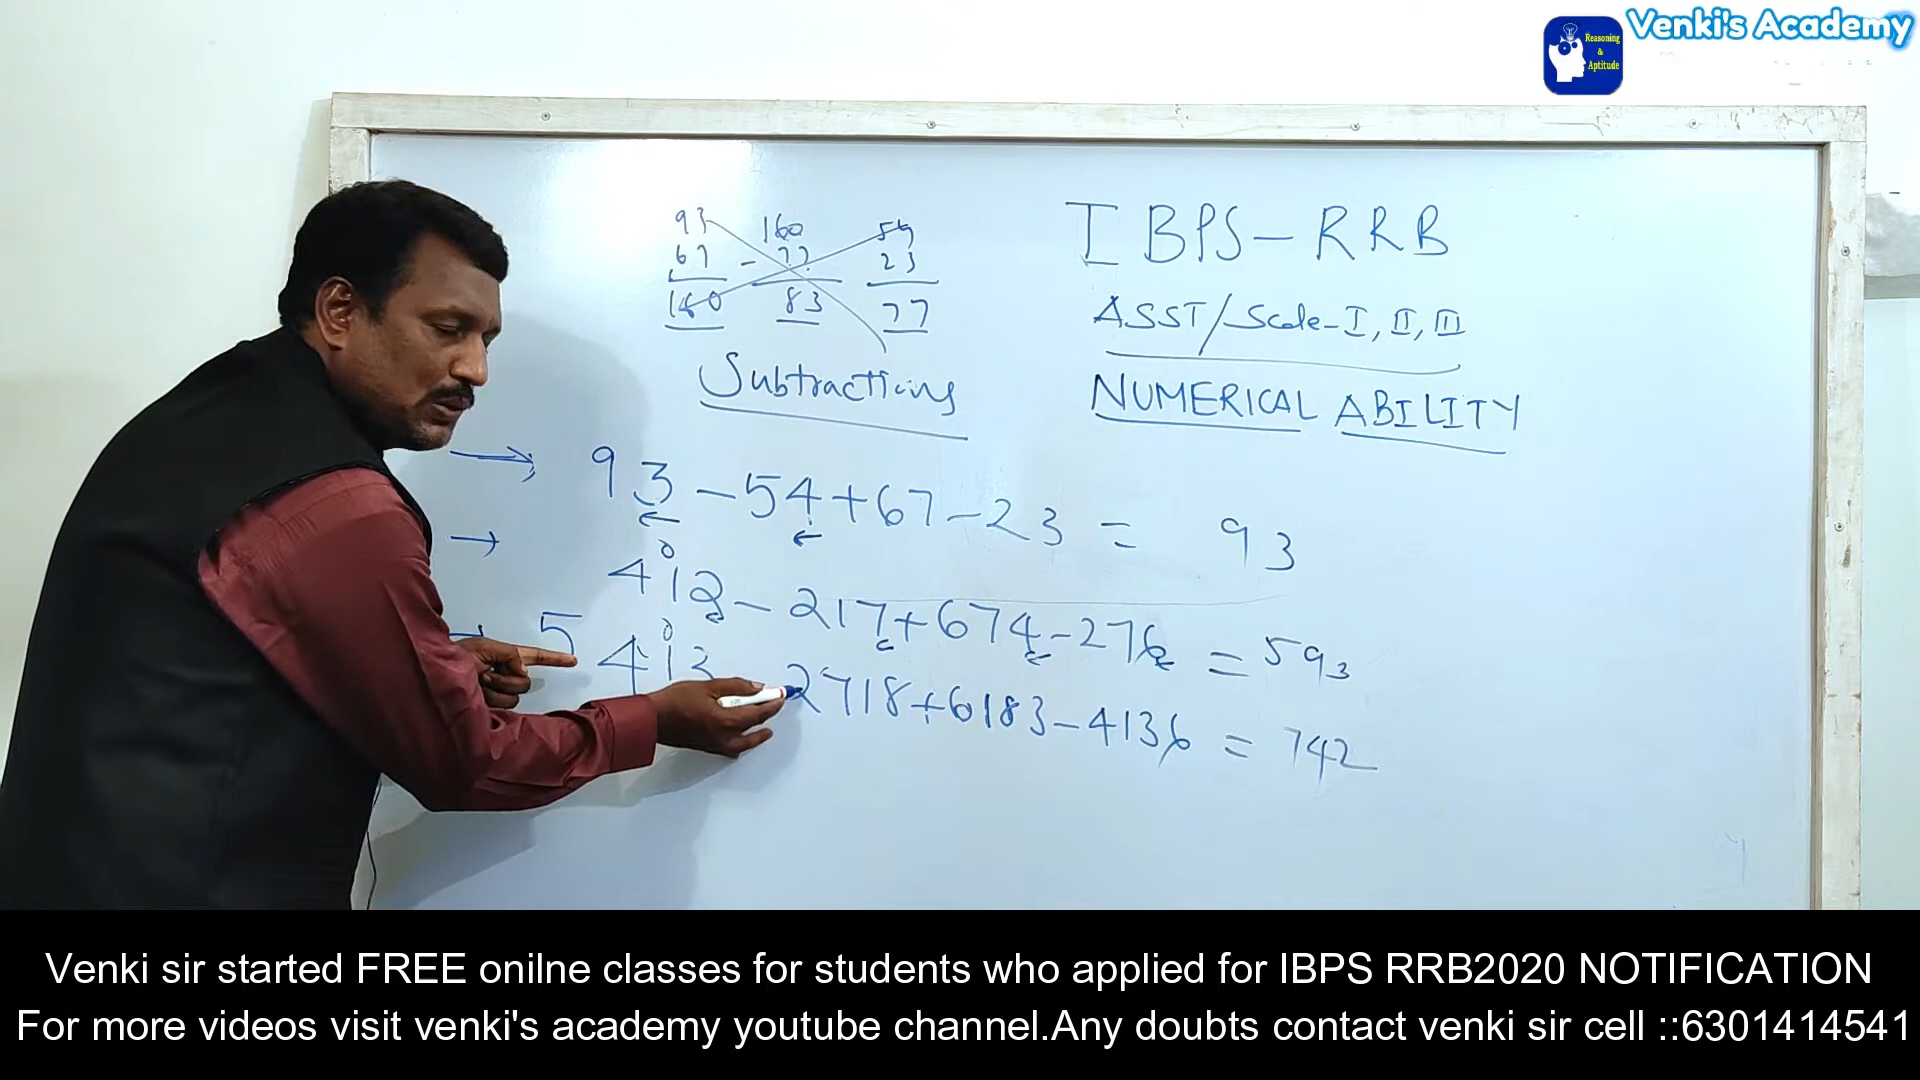 Venki's Academy
Reasoning
&
Aptitude
93 160 54
67 - 77 23
160 83 77
IBPS-RRB
ASST/Scale-I, II, III
Subtractions
NUMERICAL ABILITY
→ 93-54+67-23 = 93
→ 412-217+674-276 = 593
5413-2718+6183-4136 = 742
Venki sir started FREE onilne classes for students who applied for IBPS RRB2020 NOTIFICATION
For more videos visit venki's academy youtube channel.Any doubts contact venki sir cell ::6301414541